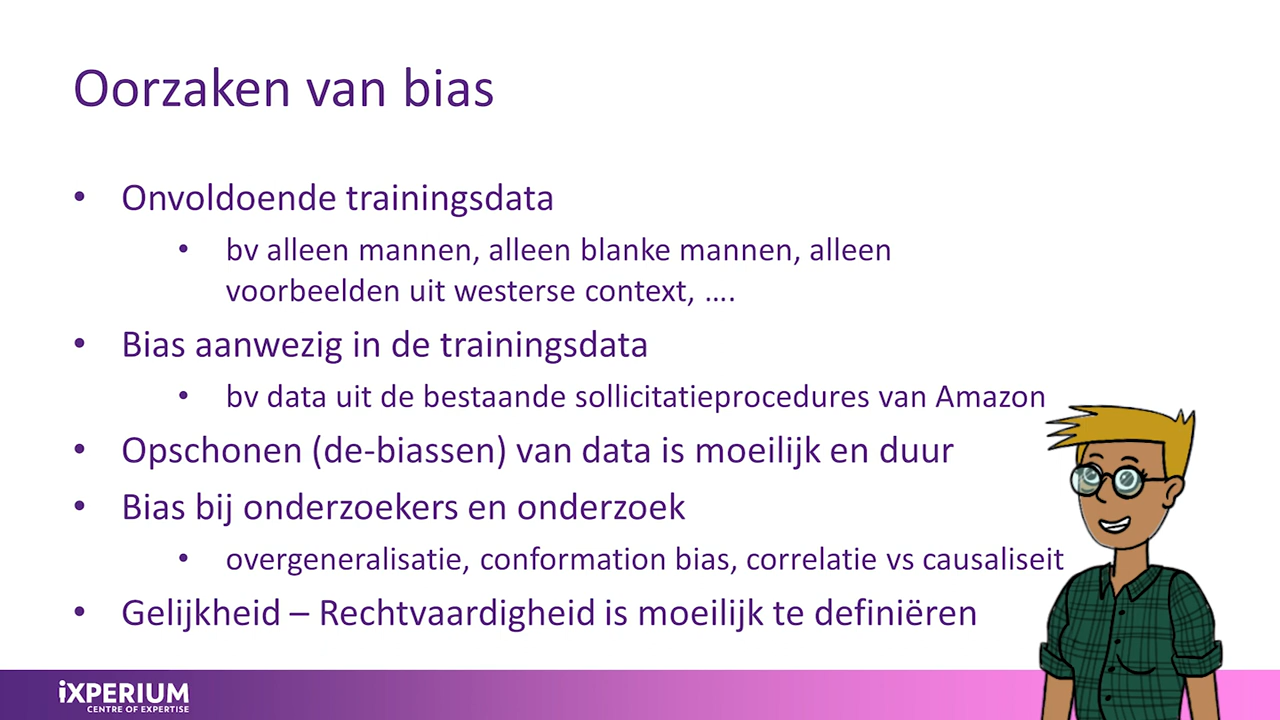 Oorzaken van bias
• Onvoldoende trainingsdata
• bv alleen mannen, alleen blanke mannen, alleen
voorbeelden uit westerse context, ....
• Bias aanwezig in de trainingsdata
• bv data uit de bestaande sollicitatieprocedures van Amazon
• Opschonen (de-biassen) van data is moeilijk en duur
• Bias bij onderzoekers en onderzoek
• overgeneralisatie, conformation bias, correlatie vs causaliseit
• Gelijkheid – Rechtvaardigheid is moeilijk te definiëren
iXPERIUM
CENTRE OF EXPERTISE